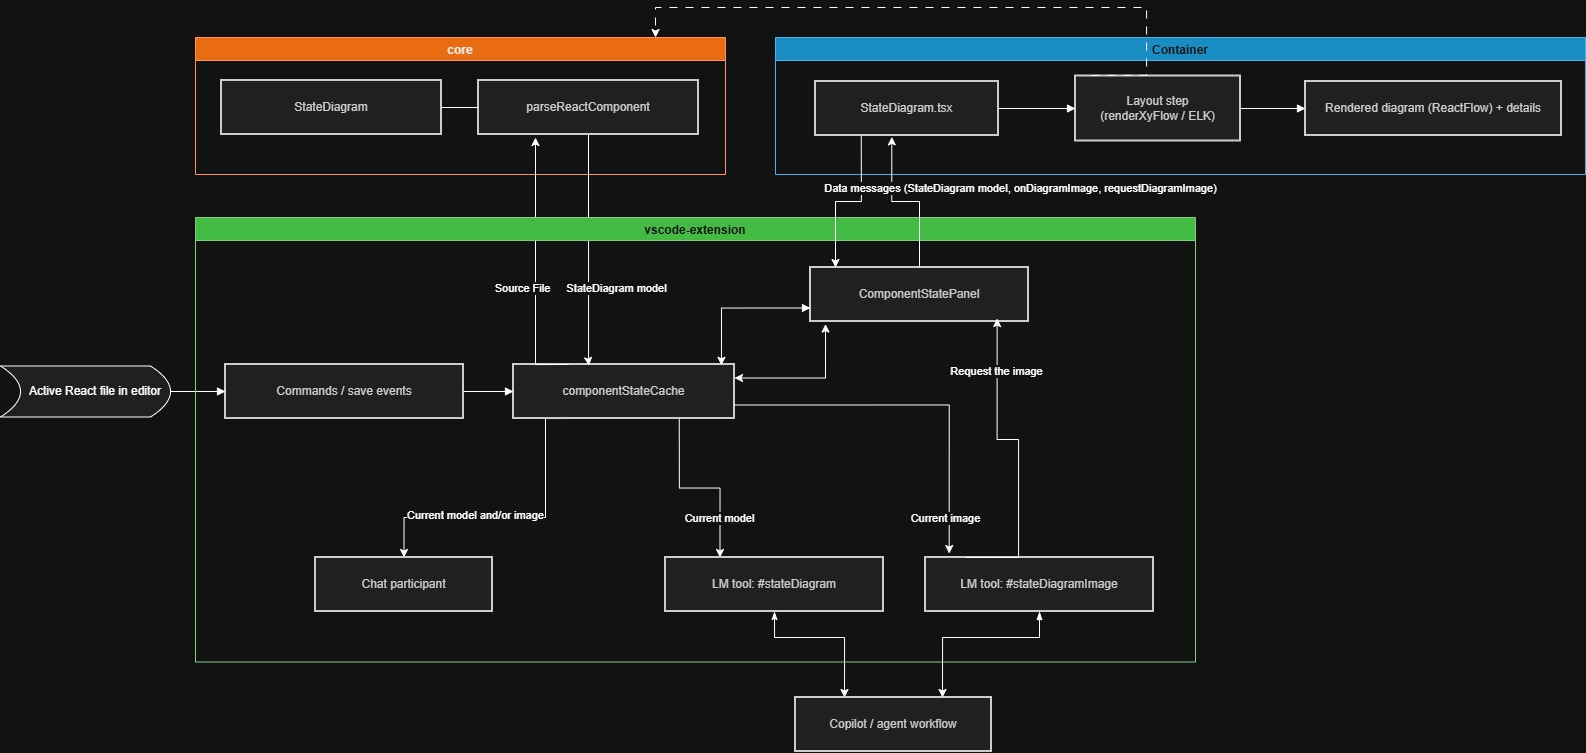 core
Container
StateDiagram
parseReactComponent
StateDiagram.tsx
Layout step
(renderXyFlow / ELK)
Rendered diagram (ReactFlow) + details
Data messages (StateDiagram model, onDiagramImage, requestDiagramImage)
vscode-extension
Source File
StateDiagram model
ComponentStatePanel
Request the image
Active React file in editor
Commands / save events
componentStateCache
Current model and/or image
Current model
Current image
Chat participant
LM tool: #stateDiagram
LM tool: #stateDiagramImage
Copilot / agent workflow